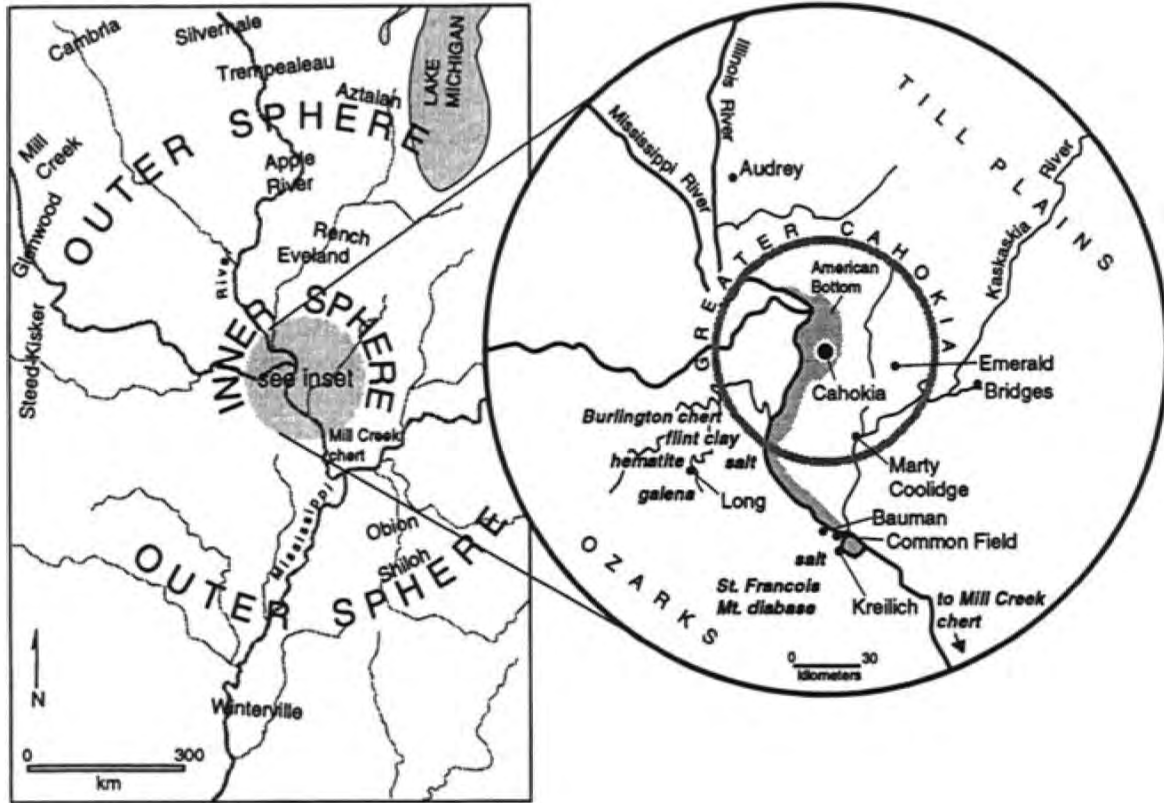 Cambria
Silverhale
Trempealeau
Aztalan
LAKE
MICHIGAN
OUTER SPHERE
Mill
Creek
Apple
River
Glenwood
Rench
Eveland
River
INNER SPHERE
see inset
Steed-Kisker
Mill Creek
chert
Mississippi
Obion
Shiloh
OUTER SPHERE
N
Winterville
0 300
km
Illinois River
Mississippi River
Audrey
TILL PLAINS
Kaskaskia River
GREATER CAHOKIA
American
Bottom
Cahokia
Emerald
Bridges
Burlington chert
flint clay
hematite
salt
galena
Long
Marty
Coolidge
Bauman
Common Field
salt
OZARKS
St. Francois
Mt. diabase
Kreilich
to Mill Creek
chert
0 30
kilometers